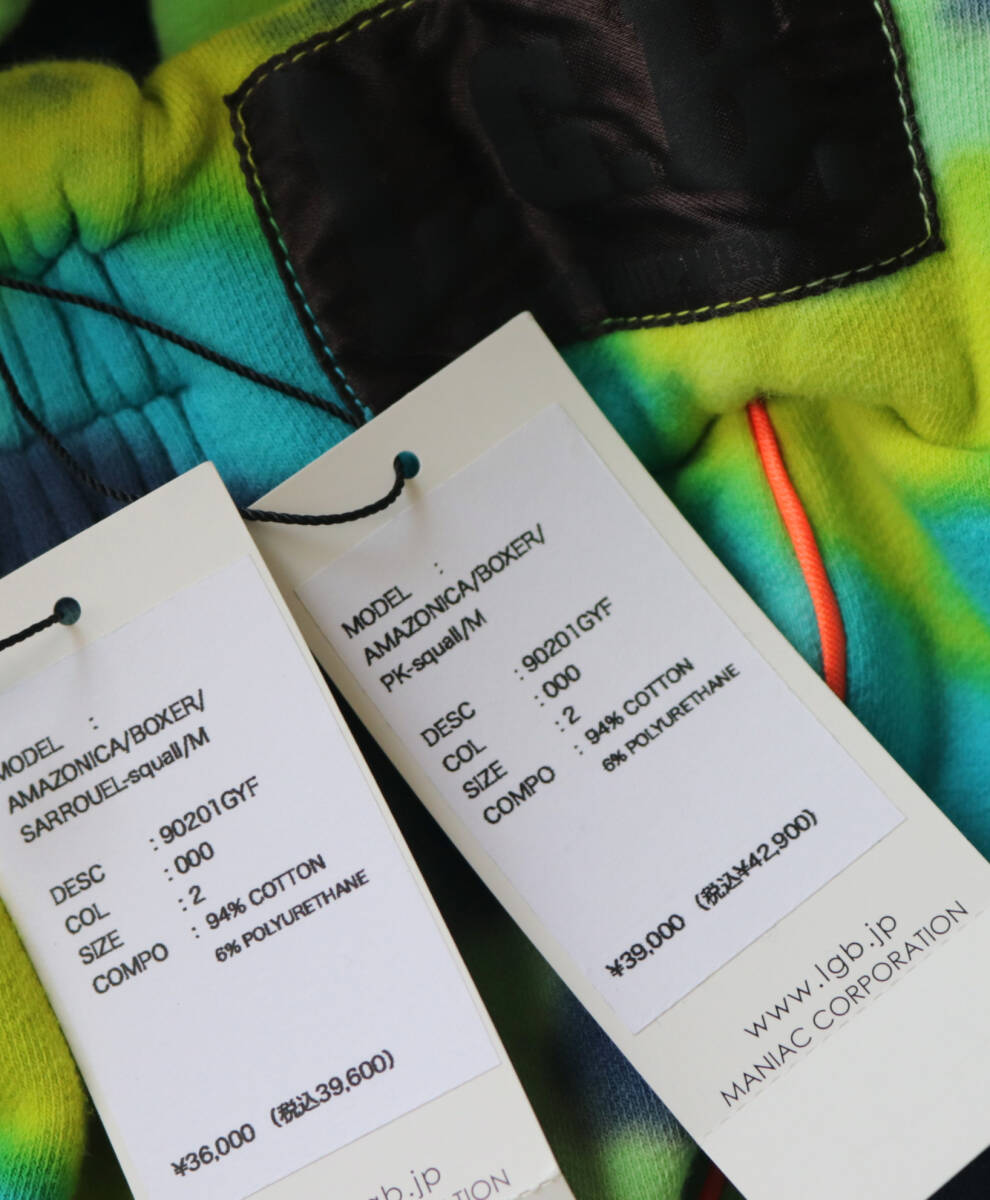 MODEL :
AMAZONICA/BOXER/
SARROUEL-squall/M
DESC : 90201GYF
COL : 000
SIZE : 2
COMPO : 94% COTTON
6% POLYURETHANE
¥36,000 (税込39,600)
MODEL :
AMAZONICA/BOXER/
PK-squall/M
DESC : 90201GYF
COL : 000
SIZE : 2
COMPO : 94% COTTON
6% POLYURETHANE
¥39,000 (税込¥42,900)
www.lgb.jp
MANIAC CORPORATION